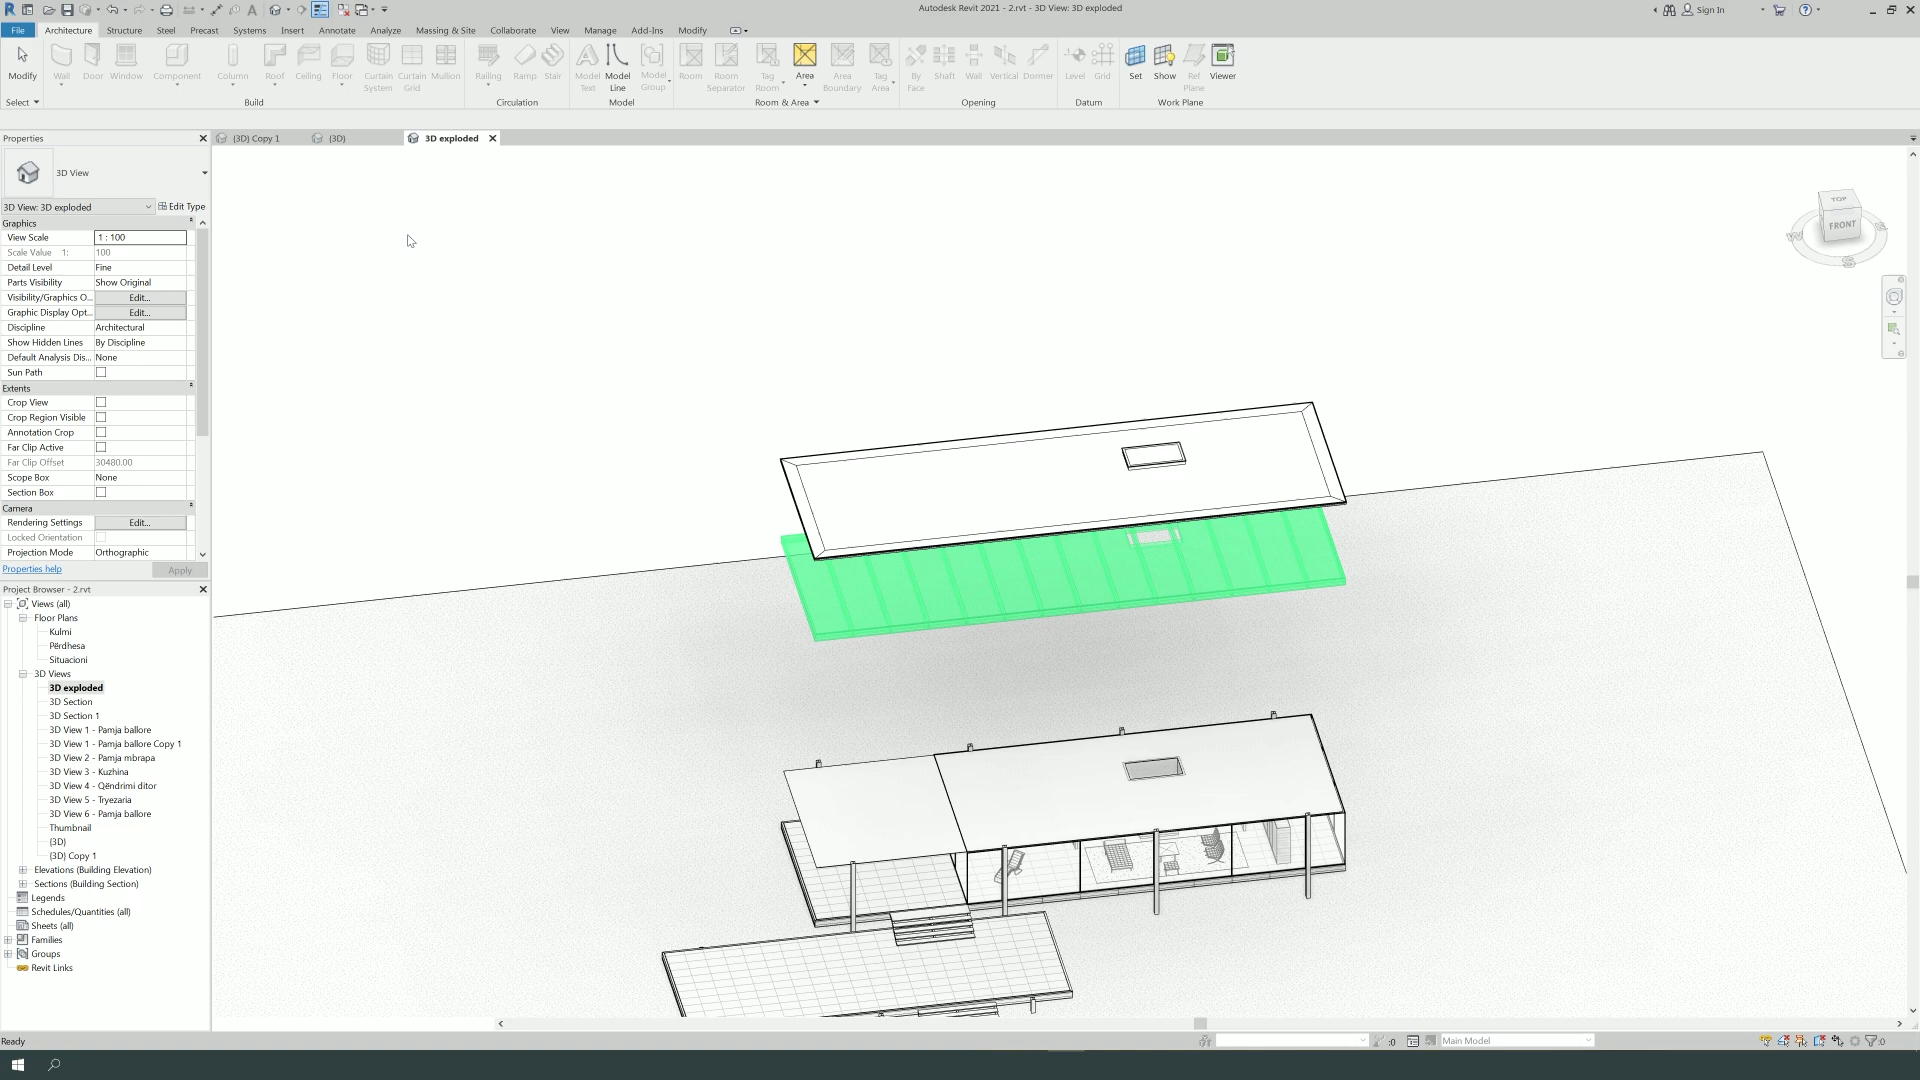 Autodesk Revit 2021 - 2.rvt - 3D View: 3D exploded
Sign In
File Architecture Structure Steel Precast Systems Insert Annotate Analyze Massing & Site Collaborate View Manage Add-Ins Modify
Modify Wall Door Window Component Column Roof Ceiling Floor Curtain System Curtain Grid Mullion Railing Ramp Stair Model Text Model Line Model Group Room Room Separator Tag Room Area Area Boundary Tag Area By Face Shaft Wall Vertical Dormer Level Grid Set Show Ref Plane Viewer
Select Build Circulation Model Room & Area Opening Datum Work Plane
Properties
{3D} Copy 1
{3D}
3D exploded
3D View
3D View: 3D exploded
Edit Type
Graphics
View Scale 1 : 100
Scale Value 1: 100
Detail Level Fine
Parts Visibility Show Original
Visibility/Graphics O... Edit...
Graphic Display Opt... Edit...
Discipline Architectural
Show Hidden Lines By Discipline
Default Analysis Dis... None
Sun Path
Extents
Crop View
Crop Region Visible
Annotation Crop
Far Clip Active
Far Clip Offset 30480.00
Scope Box None
Section Box
Camera
Rendering Settings Edit...
Locked Orientation
Projection Mode Orthographic
Properties help
Apply
Project Browser - 2.rvt
Views (all)
Floor Plans
Kulmi
Përdhesa
Situacioni
3D Views
3D exploded
3D Section
3D Section 1
3D View 1 - Pamja ballore
3D View 1 - Pamja ballore Copy 1
3D View 2 - Pamja mbrapa
3D View 3 - Kuzhina
3D View 4 - Qëndrimi ditor
3D View 5 - Tryezaria
3D View 6 - Pamja ballore
Thumbnail
{3D}
{3D} Copy 1
Elevations (Building Elevation)
Sections (Building Section)
Legends
Schedules/Quantities (all)
Sheets (all)
Families
Groups
Revit Links
TOP
FRONT
W
S
Ready
:0
Main Model
:0